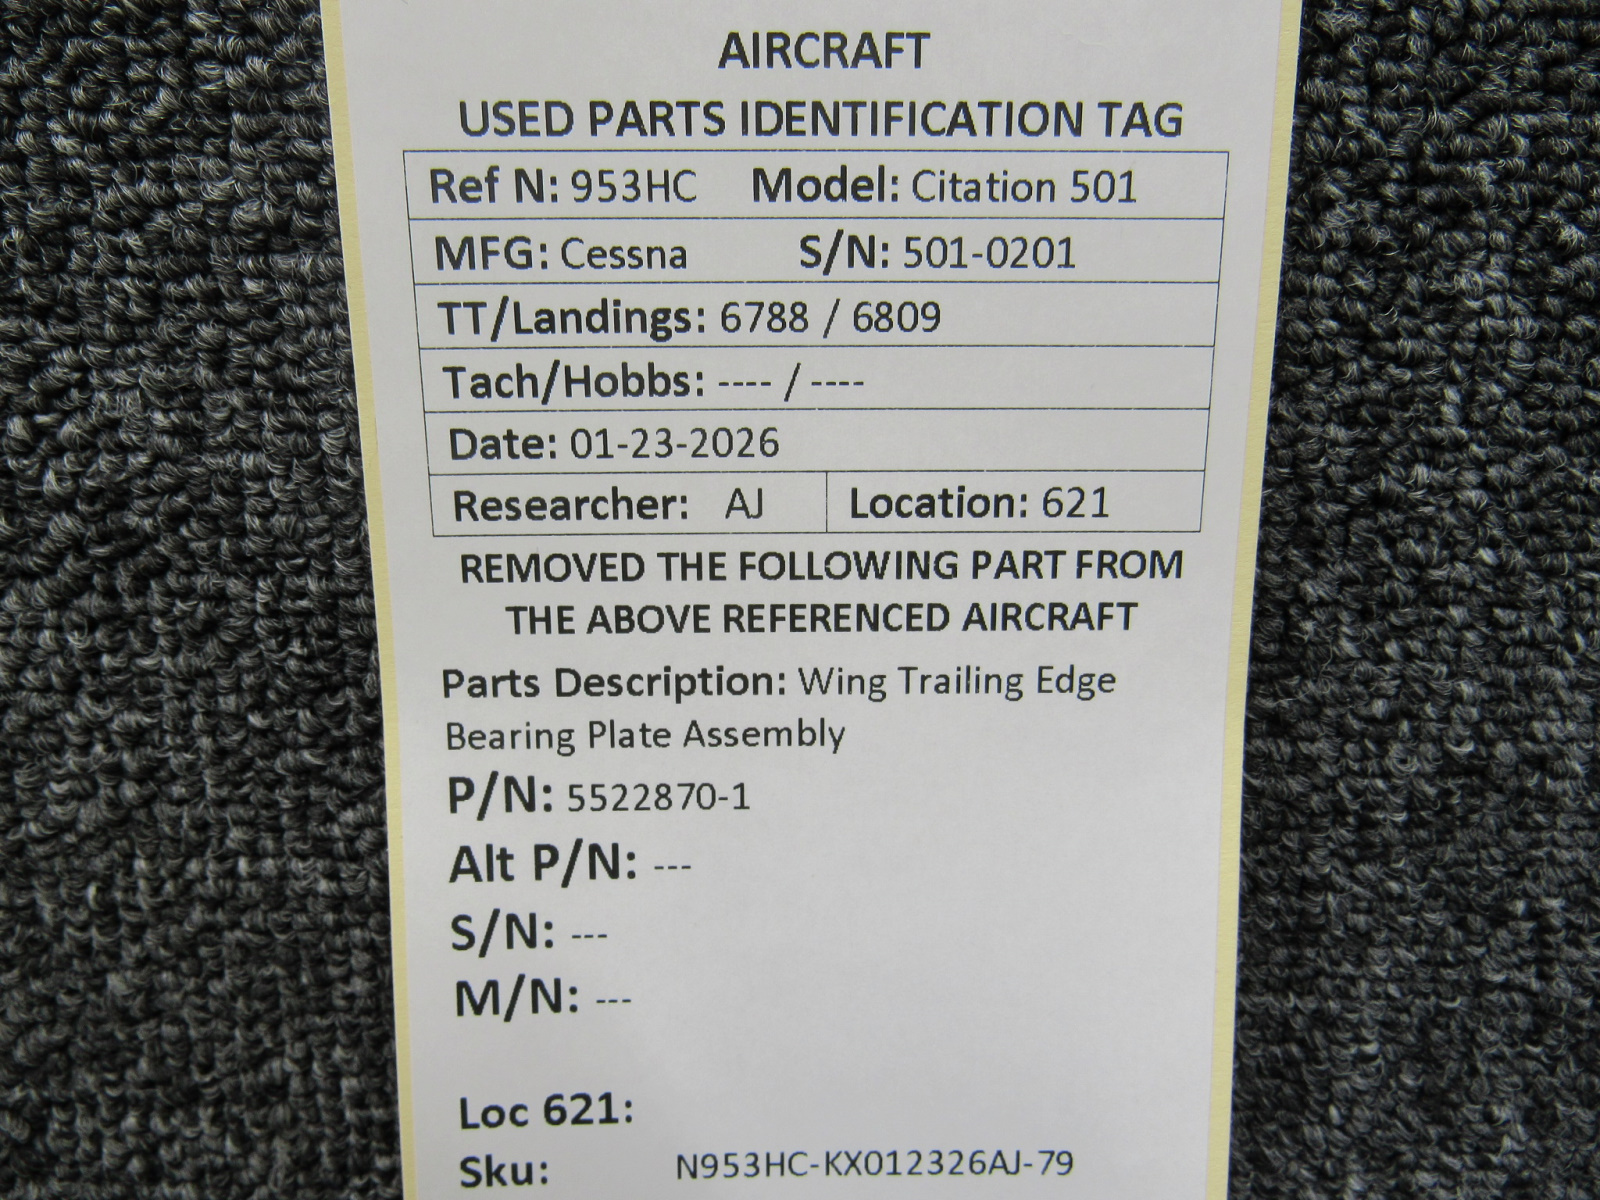 AIRCRAFT
USED PARTS IDENTIFICATION TAG
Ref N: 953HC Model: Citation 501
MFG: Cessna S/N: 501-0201
TT/Landings: 6788 / 6809
Tach/Hobbs: ---- / ----
Date: 01-23-2026
Researcher: AJ Location: 621
REMOVED THE FOLLOWING PART FROM
THE ABOVE REFERENCED AIRCRAFT
Parts Description: Wing Trailing Edge
Bearing Plate Assembly
P/N: 5522870-1
Alt P/N: ---
S/N: ---
M/N: ---
Loc 621:
Sku: N953HC-KX012326AJ-79